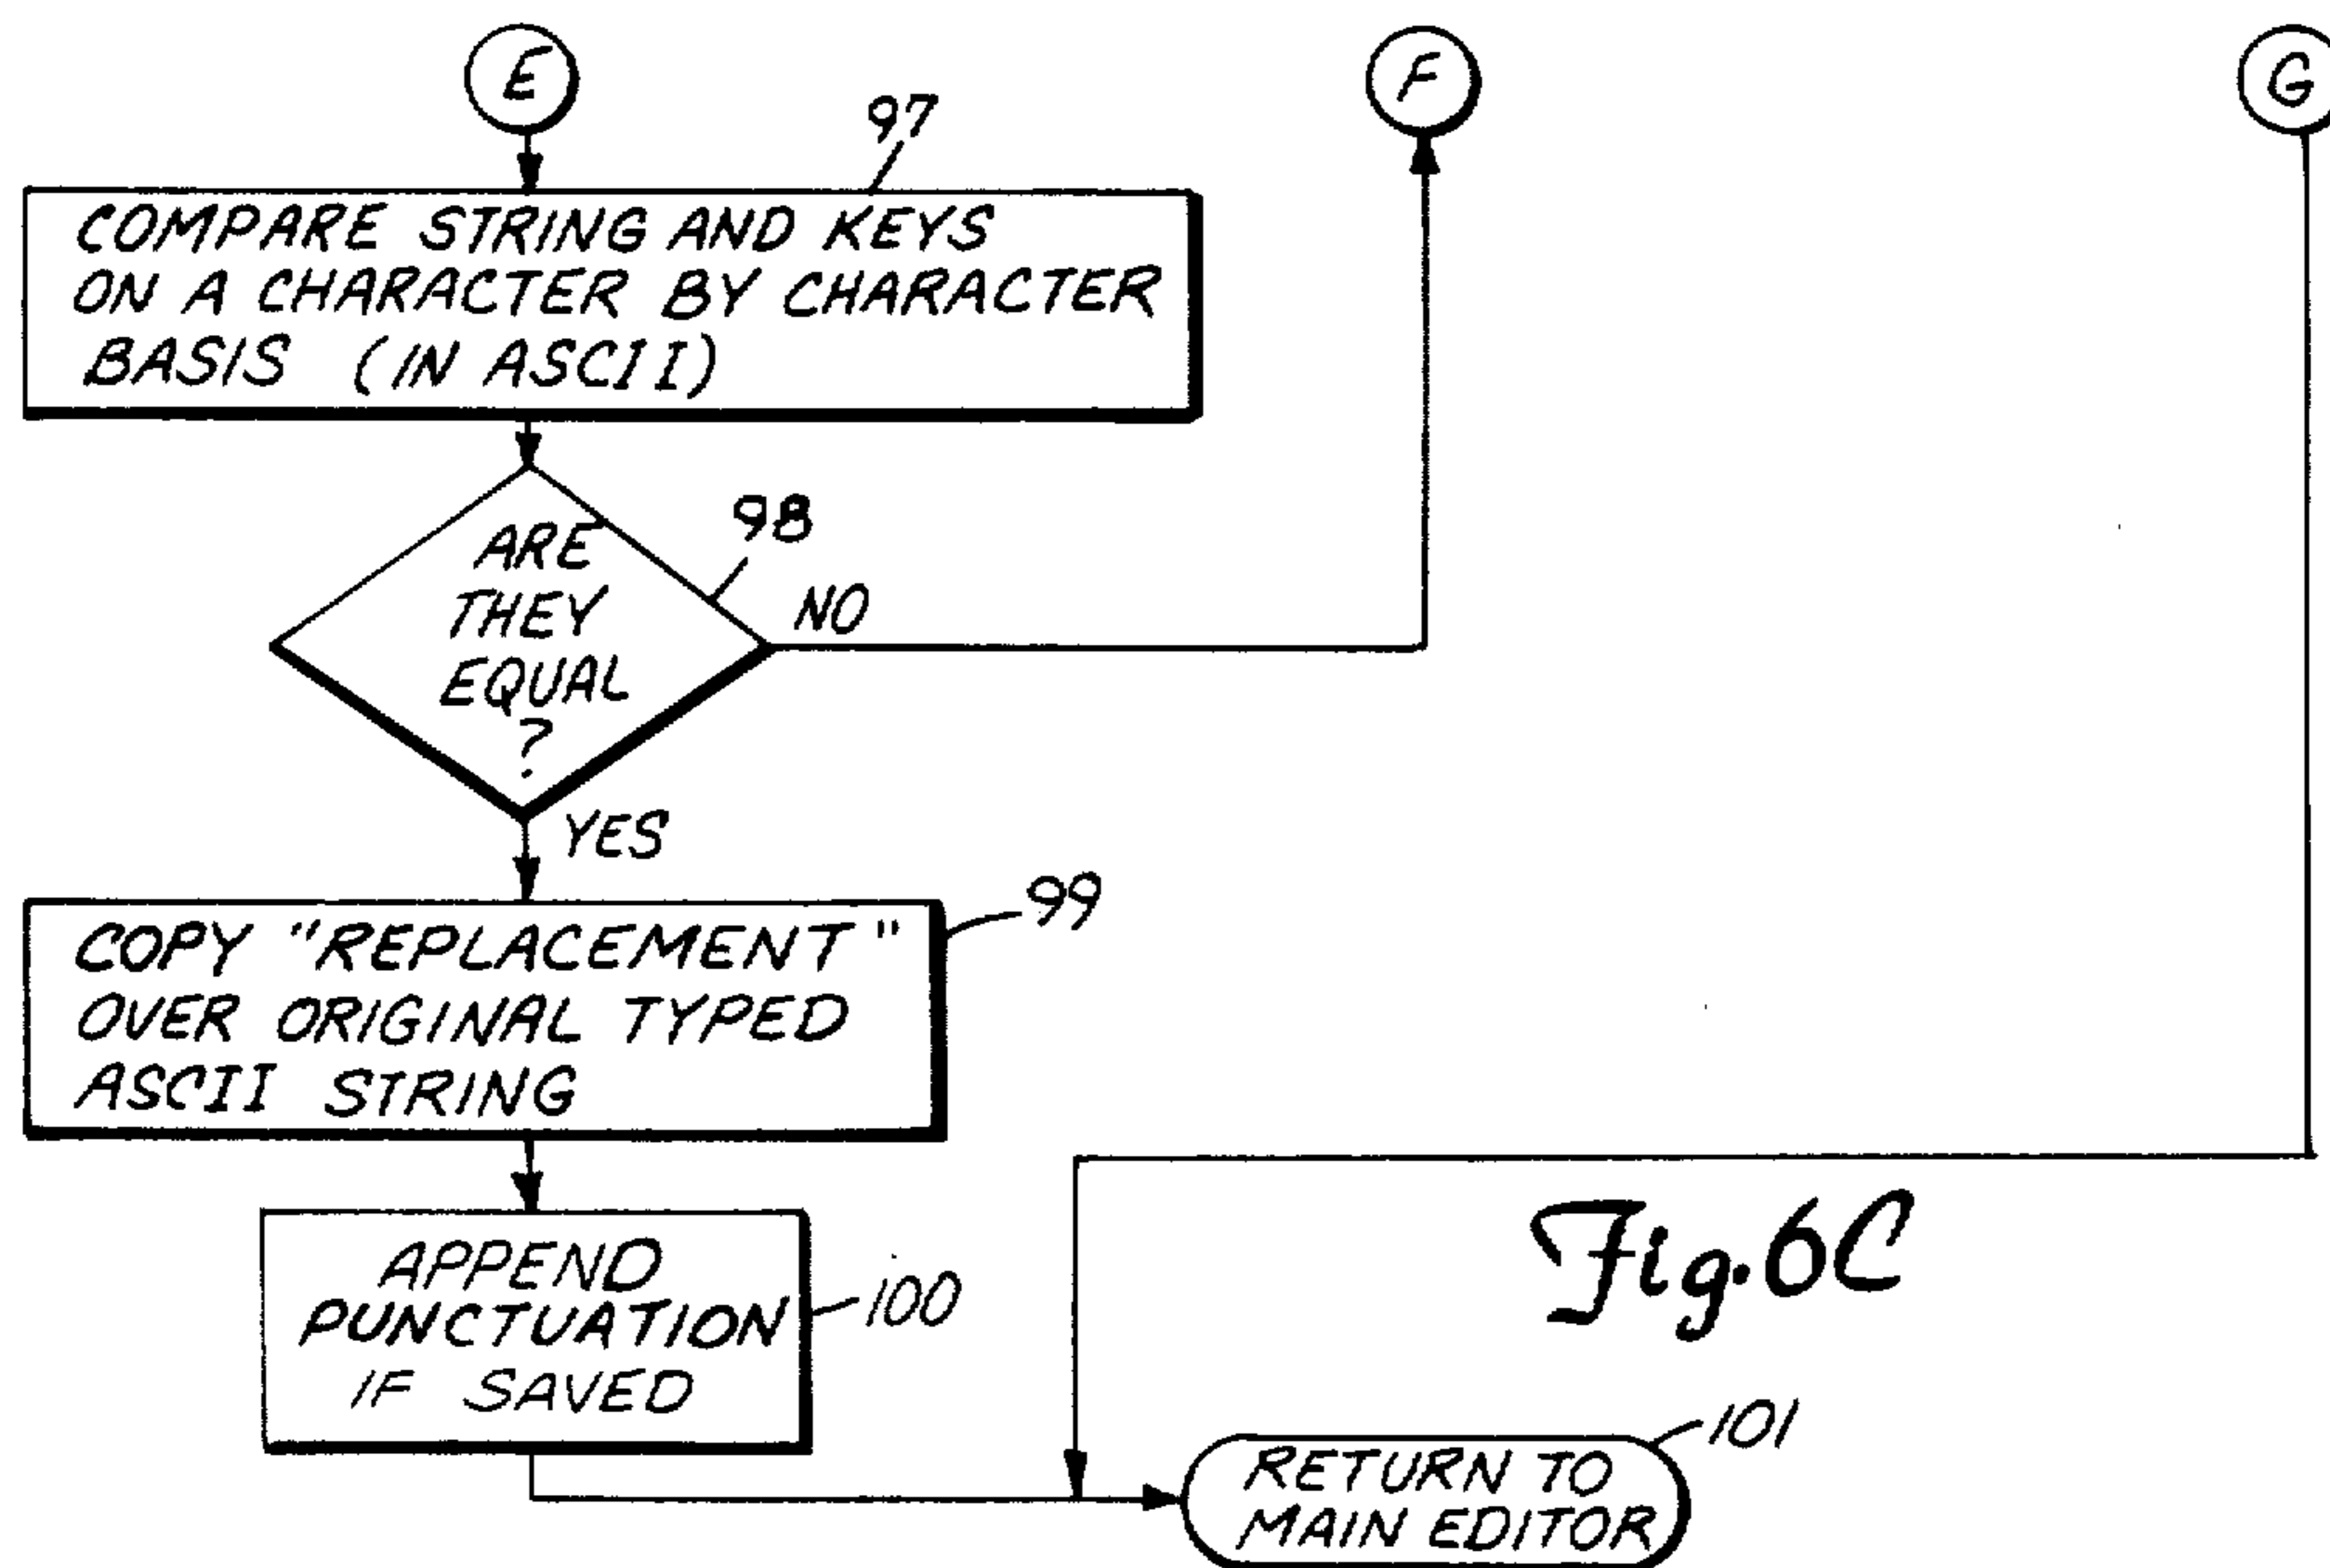 E
F
G
97
COMPARE STRING AND KEYS
ON A CHARACTER BY CHARACTER
BASIS (IN ASCII)
98
ARE
THEY
EQUAL
?
NO
YES
99
COPY "REPLACEMENT"
OVER ORIGINAL TYPED
ASCII STRING
APPEND
PUNCTUATION
IF SAVED
100
Fig. 6C
101
RETURN TO
MAIN EDITOR